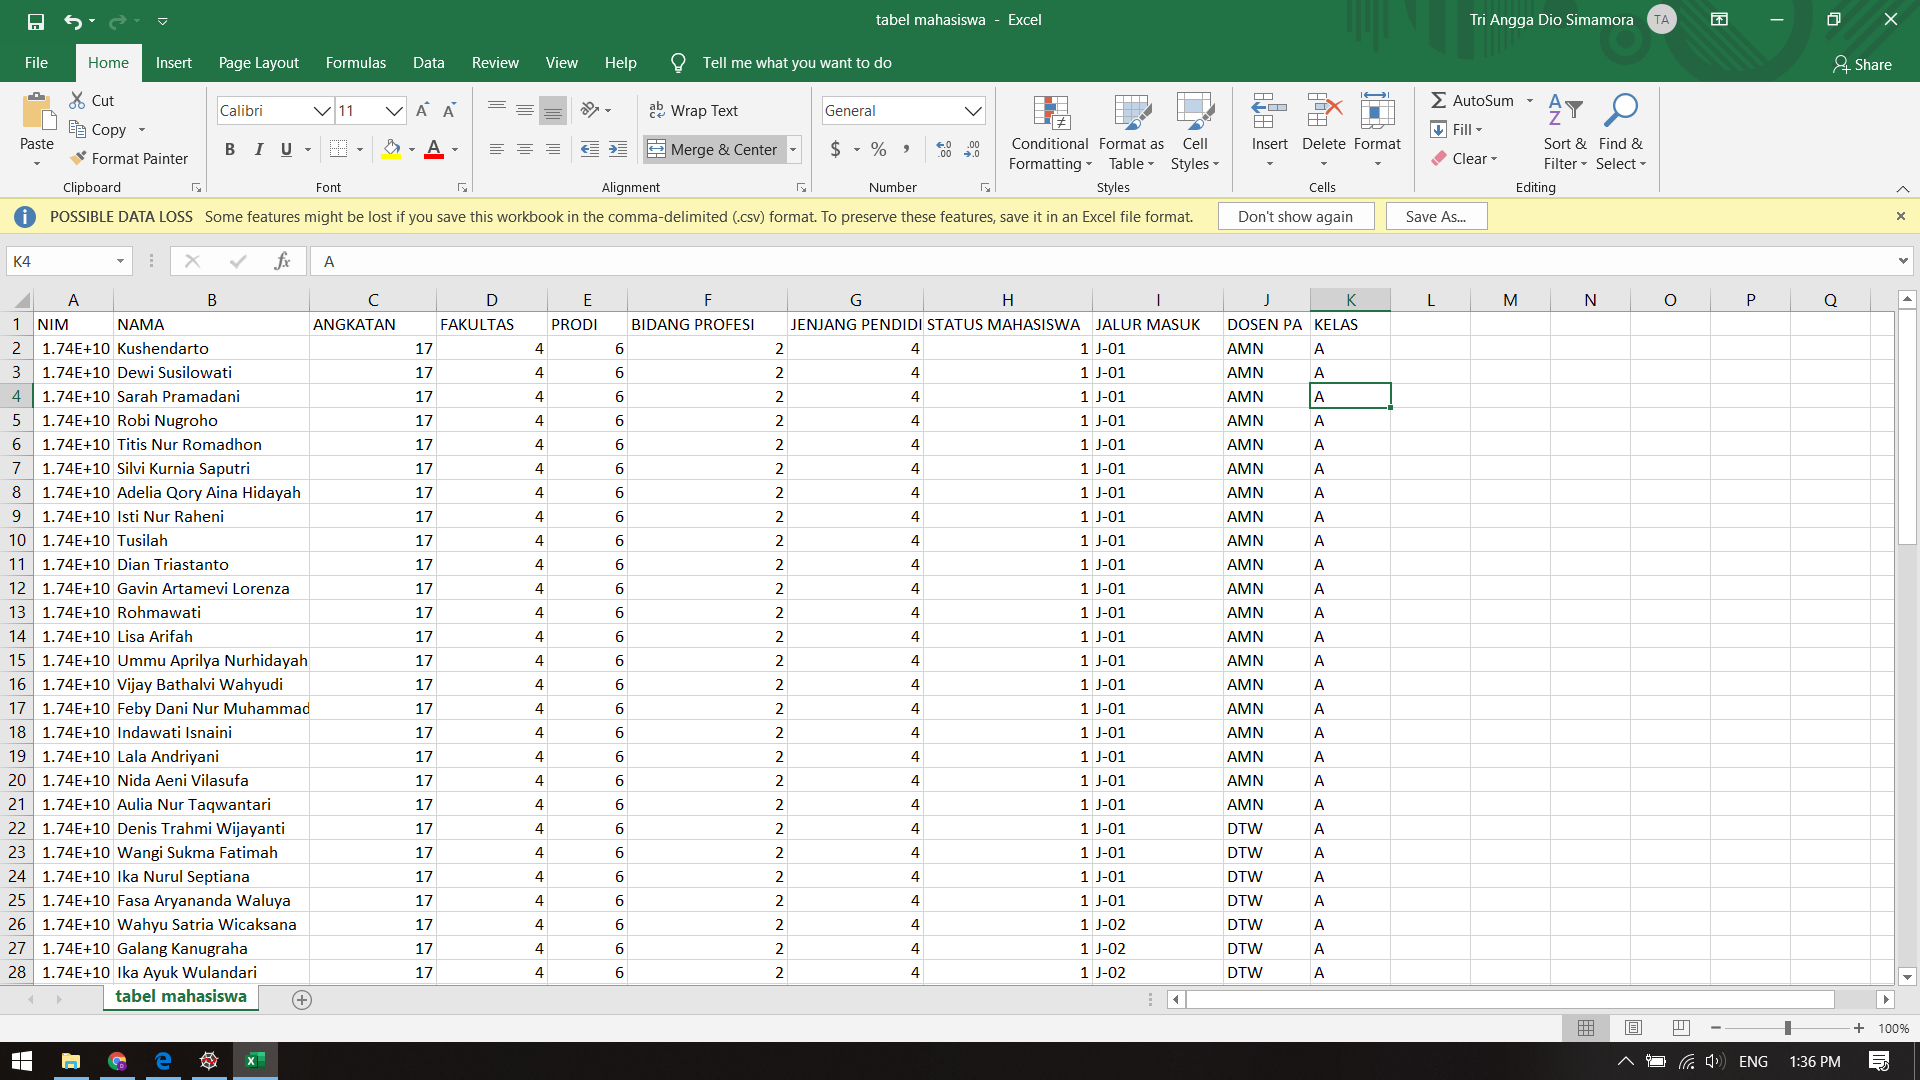 tabel mahasiswa - Excel
Tri Angga Dio Simamora TA
File Home Insert Page Layout Formulas Data Review View Help Tell me what you want to do Share
Paste Cut Copy Format Painter Clipboard
Calibri 11 B I U A Font
ab Wrap Text Merge & Center Alignment
General $ % , Number
Conditional Formatting Format as Table Cell Styles Styles
Insert Delete Format Cells
AutoSum Fill Clear Sort & Filter Find & Select Editing
POSSIBLE DATA LOSS Some features might be lost if you save this workbook in the comma-delimited (.csv) format. To preserve these features, save it in an Excel file format. Don't show again Save As...
K4 fx A
A B C D E F G H I J K L M N O P Q
1 NIM NAMA ANGKATAN FAKULTAS PRODI BIDANG PROFESI JENJANG PENDIDI STATUS MAHASISWA JALUR MASUK DOSEN PA KELAS
2 1.74E+10 Kushendarto 17 4 6 2 4 1 J-01 AMN A
3 1.74E+10 Dewi Susilowati 17 4 6 2 4 1 J-01 AMN A
4 1.74E+10 Sarah Pramadani 17 4 6 2 4 1 J-01 AMN A
5 1.74E+10 Robi Nugroho 17 4 6 2 4 1 J-01 AMN A
6 1.74E+10 Titis Nur Romadhon 17 4 6 2 4 1 J-01 AMN A
7 1.74E+10 Silvi Kurnia Saputri 17 4 6 2 4 1 J-01 AMN A
8 1.74E+10 Adelia Qory Aina Hidayah 17 4 6 2 4 1 J-01 AMN A
9 1.74E+10 Isti Nur Raheni 17 4 6 2 4 1 J-01 AMN A
10 1.74E+10 Tusilah 17 4 6 2 4 1 J-01 AMN A
11 1.74E+10 Dian Triastanto 17 4 6 2 4 1 J-01 AMN A
12 1.74E+10 Gavin Artamevi Lorenza 17 4 6 2 4 1 J-01 AMN A
13 1.74E+10 Rohmawati 17 4 6 2 4 1 J-01 AMN A
14 1.74E+10 Lisa Arifah 17 4 6 2 4 1 J-01 AMN A
15 1.74E+10 Ummu Aprilya Nurhidayah 17 4 6 2 4 1 J-01 AMN A
16 1.74E+10 Vijay Bathalvi Wahyudi 17 4 6 2 4 1 J-01 AMN A
17 1.74E+10 Feby Dani Nur Muhammad 17 4 6 2 4 1 J-01 AMN A
18 1.74E+10 Indawati Isnaini 17 4 6 2 4 1 J-01 AMN A
19 1.74E+10 Lala Andriyani 17 4 6 2 4 1 J-01 AMN A
20 1.74E+10 Nida Aeni Vilasufa 17 4 6 2 4 1 J-01 AMN A
21 1.74E+10 Aulia Nur Taqwantari 17 4 6 2 4 1 J-01 AMN A
22 1.74E+10 Denis Trahmi Wijayanti 17 4 6 2 4 1 J-01 DTW A
23 1.74E+10 Wangi Sukma Fatimah 17 4 6 2 4 1 J-01 DTW A
24 1.74E+10 Ika Nurul Septiana 17 4 6 2 4 1 J-01 DTW A
25 1.74E+10 Fasa Aryananda Waluya 17 4 6 2 4 1 J-01 DTW A
26 1.74E+10 Wahyu Satria Wicaksana 17 4 6 2 4 1 J-02 DTW A
27 1.74E+10 Galang Kanugraha 17 4 6 2 4 1 J-02 DTW A
28 1.74E+10 Ika Ayuk Wulandari 17 4 6 2 4 1 J-02 DTW A
tabel mahasiswa
100%
ENG 1:36 PM